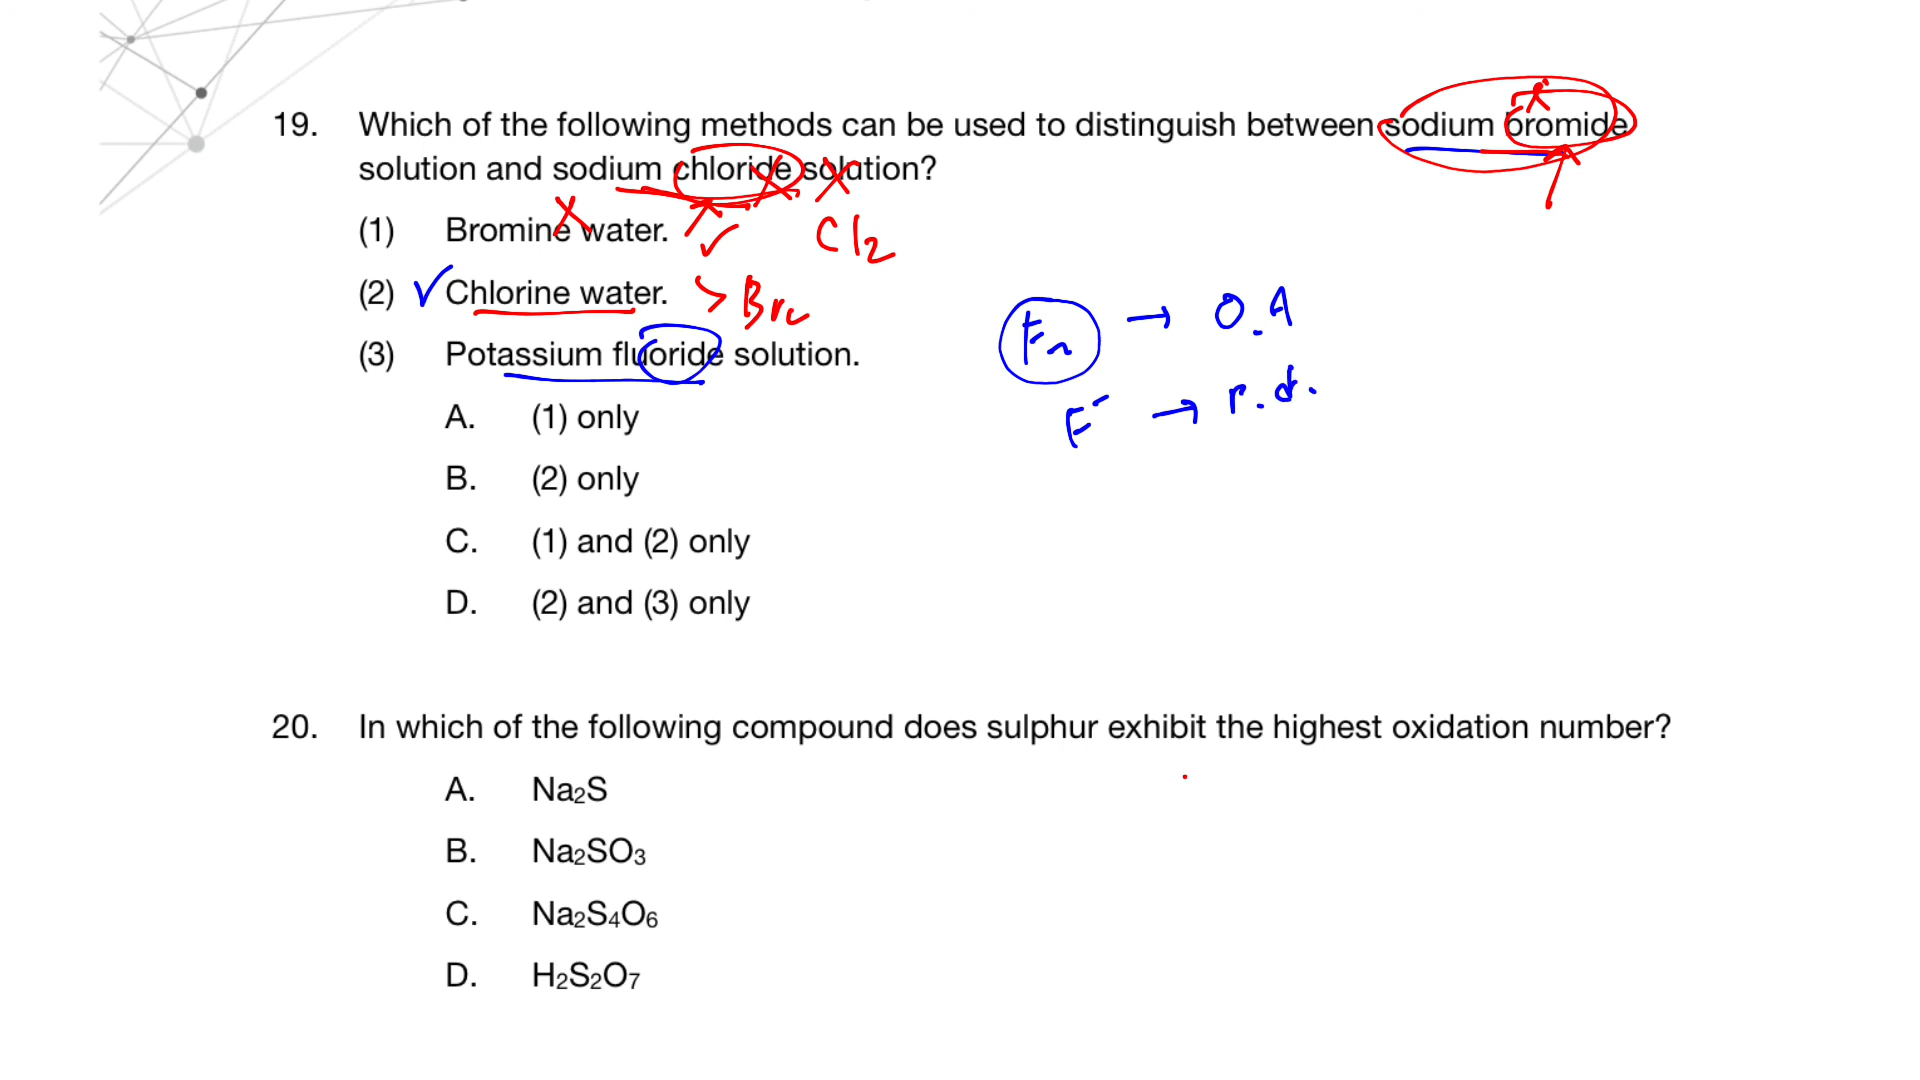 19. Which of the following methods can be used to distinguish between sodium bromide
solution and sodium chloride solution?
(1) Bromine water.
Cl2
(2) Chlorine water.
(3) Potassium fluoride solution.
→ O.A
F⁻ →
A. (1) only
B. (2) only
C. (1) and (2) only
D. (2) and (3) only
20. In which of the following compound does sulphur exhibit the highest oxidation number?
A. Na₂S
B. Na₂SO₃
C. Na₂S₄O₆
D. H₂S₂O₇